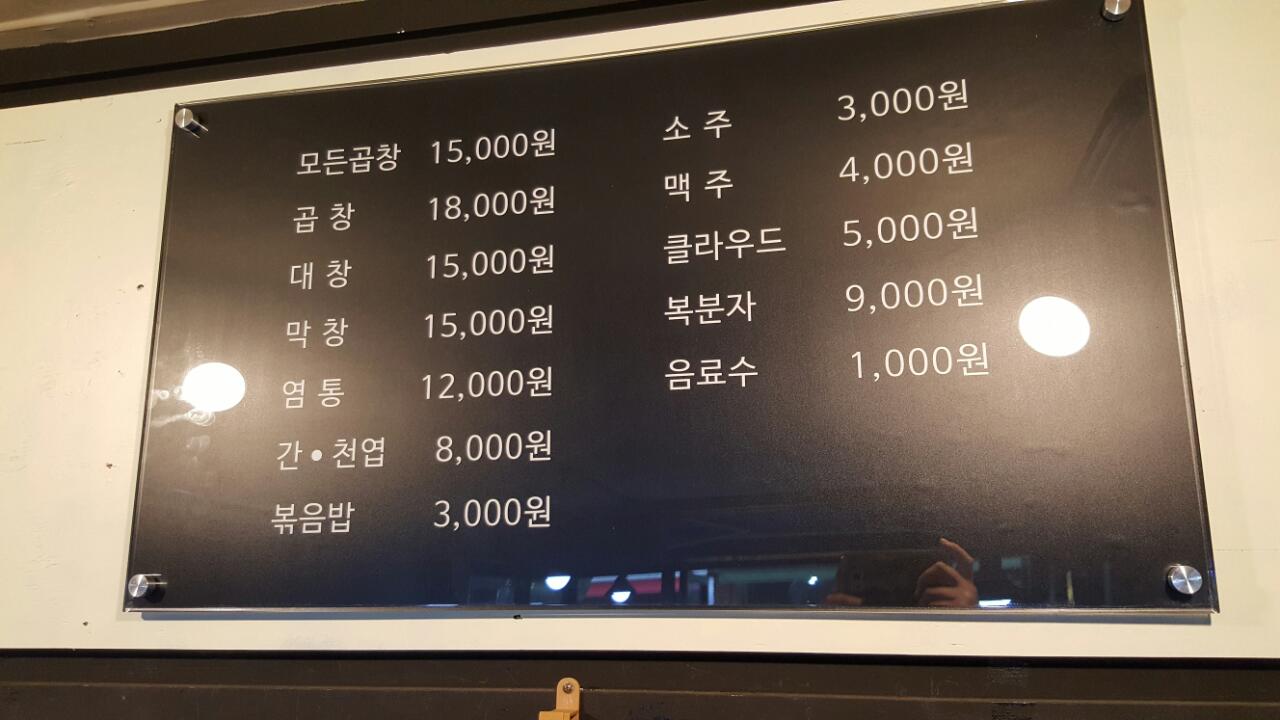 모든곱창 15,000원
곱 창 18,000원
대 창 15,000원
막 창 15,000원
염 통 12,000원
간•천엽 8,000원
볶음밥 3,000원
소 주 3,000원
맥 주 4,000원
클라우드 5,000원
복분자 9,000원
음료수 1,000원